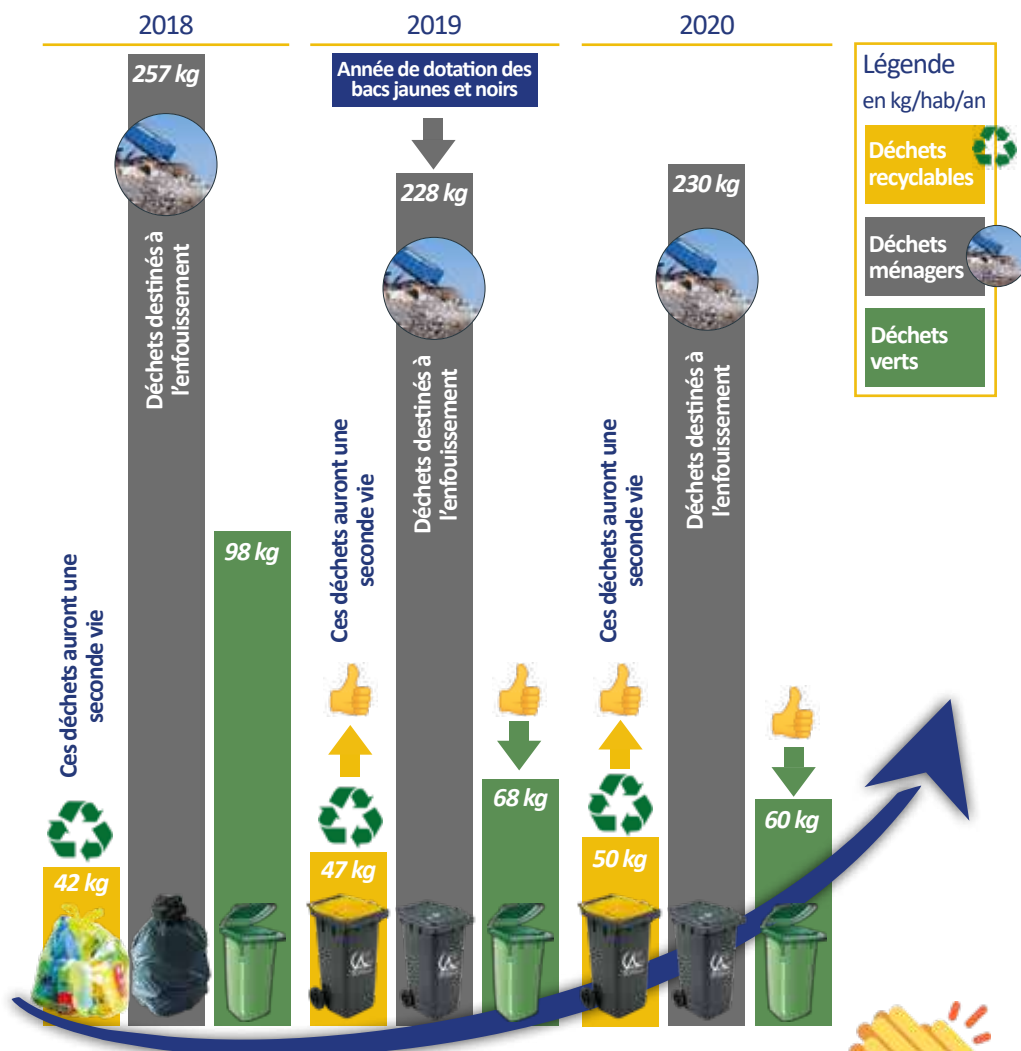 2018
257 kg
Déchets destinés à
l'enfouissement
98 kg
Ces déchets auront une
seconde vie
42 kg
2019
Année de dotation des
bacs jaunes et noirs
228 kg
Déchets destinés à
l'enfouissement
Ces déchets auront une
seconde vie
68 kg
47 kg
2020
230 kg
Déchets destinés à
l'enfouissement
Ces déchets auront une
seconde vie
60 kg
50 kg
Légende
en kg/hab/an
Déchets
recyclables
Déchets
ménagers
Déchets
verts